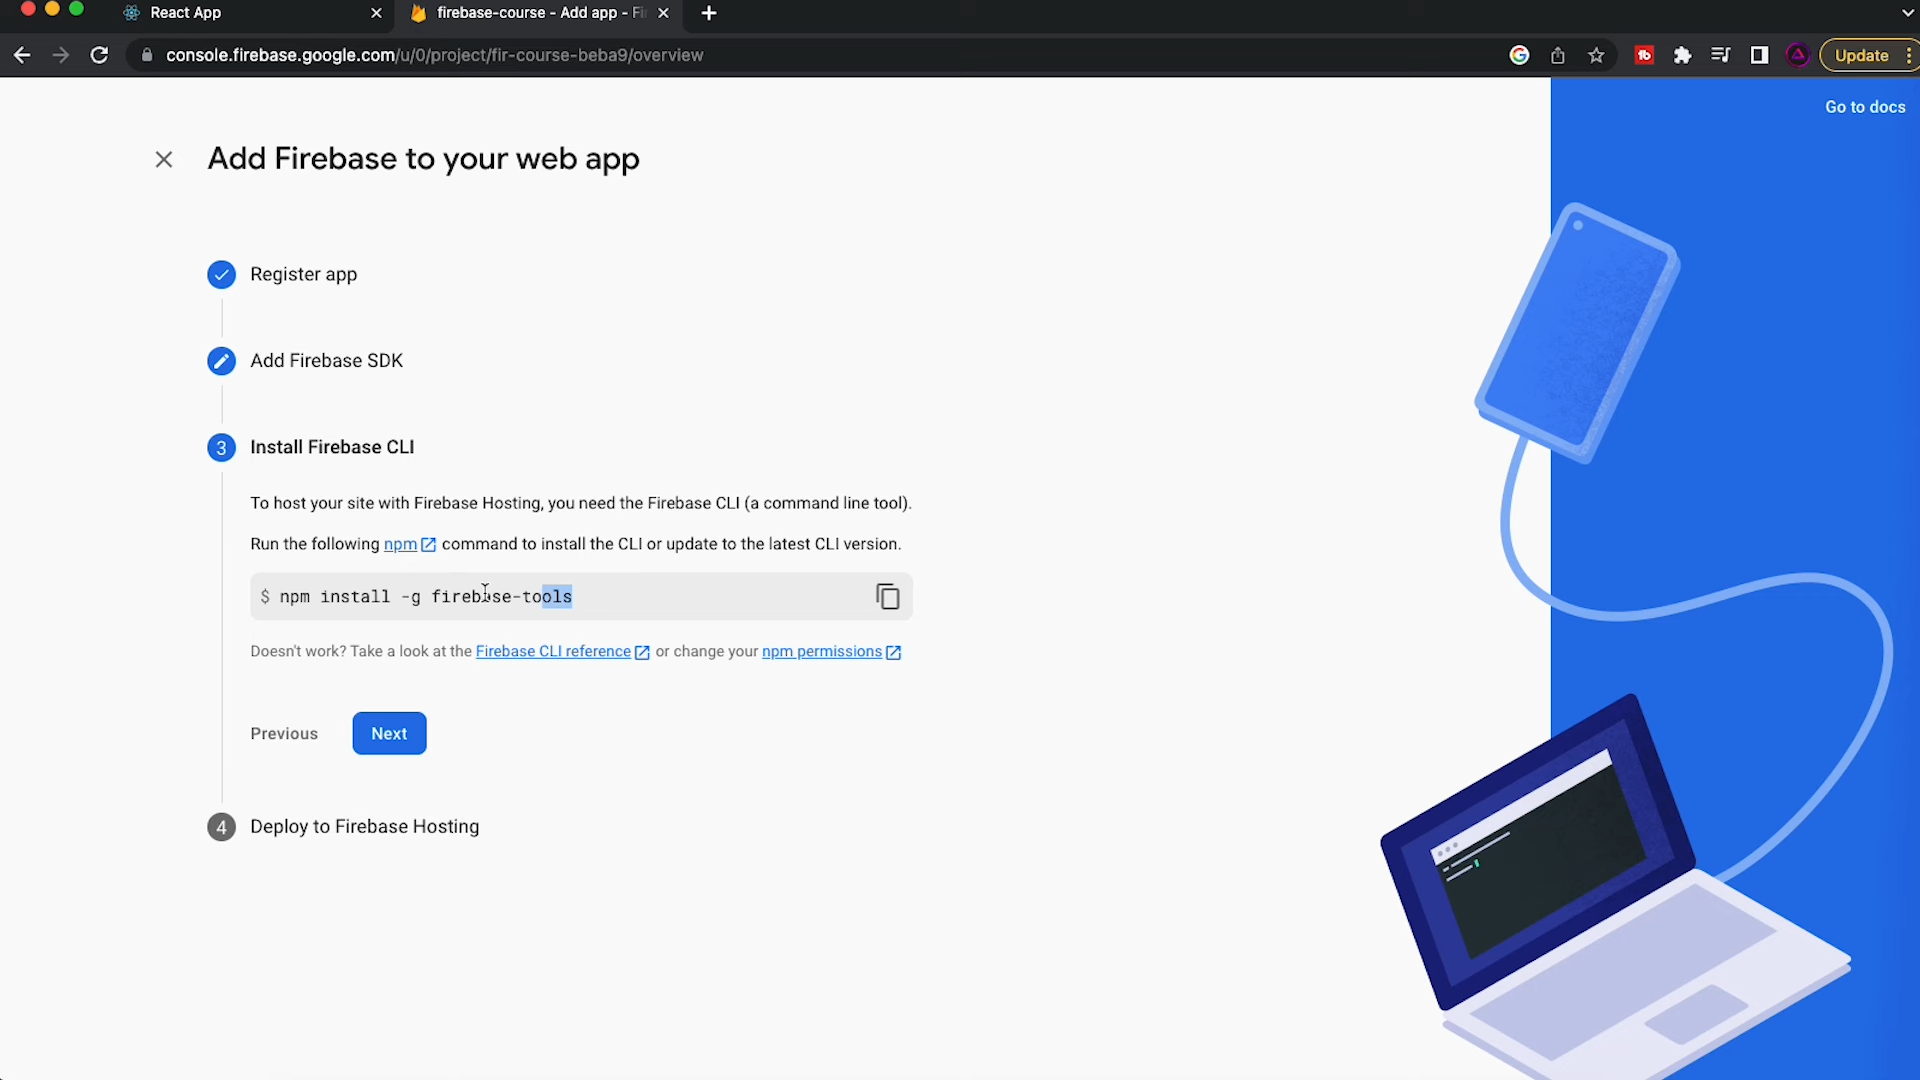 React App
firebase-course - Add app - Fi
console.firebase.google.com/u/0/project/fir-course-beba9/overview
Update
Go to docs
Add Firebase to your web app
Register app
Add Firebase SDK
3 Install Firebase CLI
To host your site with Firebase Hosting, you need the Firebase CLI (a command line tool).
Run the following npm command to install the CLI or update to the latest CLI version.
$ npm install -g firebase-tools
Doesn't work? Take a look at the Firebase CLI reference or change your npm permissions
Previous
Next
4 Deploy to Firebase Hosting